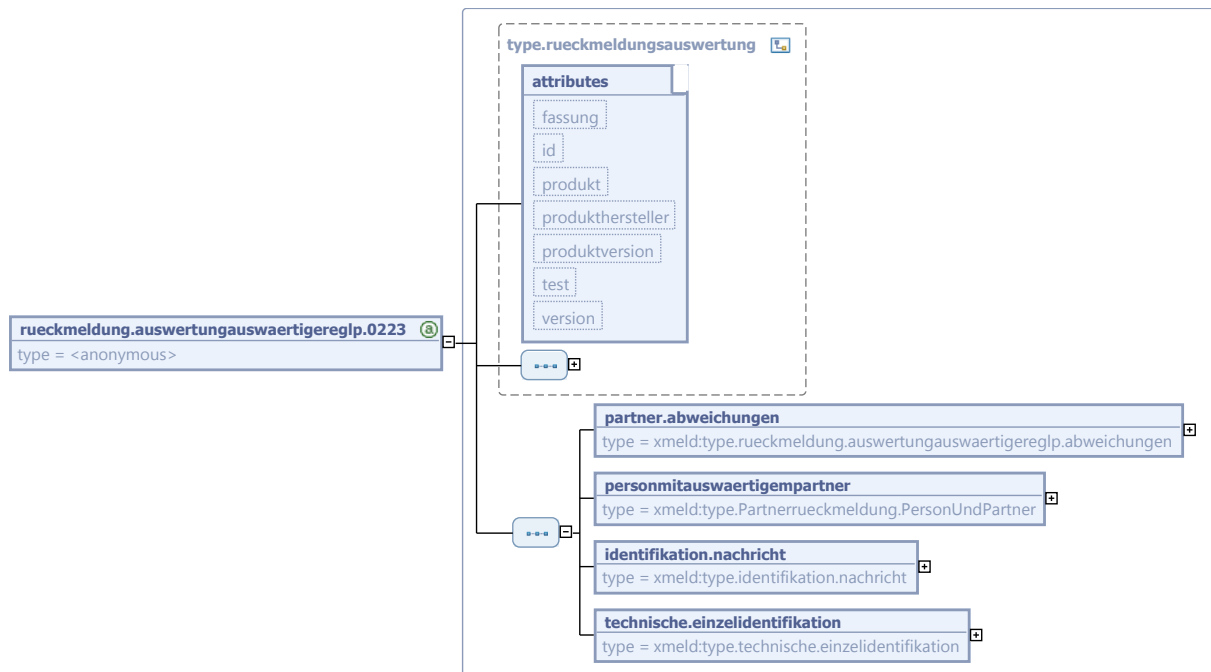 type.rueckmeldungsauswertung
attributes
fassung
id
produkt
produkthersteller
produktversion
test
version
rueckmeldung.auswertungauswaertigereglp.0223 a
type = <anonymous>
partner.abweichungen
type = xmeld:type.rueckmeldung.auswertungauswaertigereglp.abweichungen
personmitauswaertigempartner
type = xmeld:type.Partnerrueckmeldung.PersonUndPartner
identifikation.nachricht
type = xmeld:type.identifikation.nachricht
technische.einzelidentifikation
type = xmeld:type.technische.einzelidentifikation